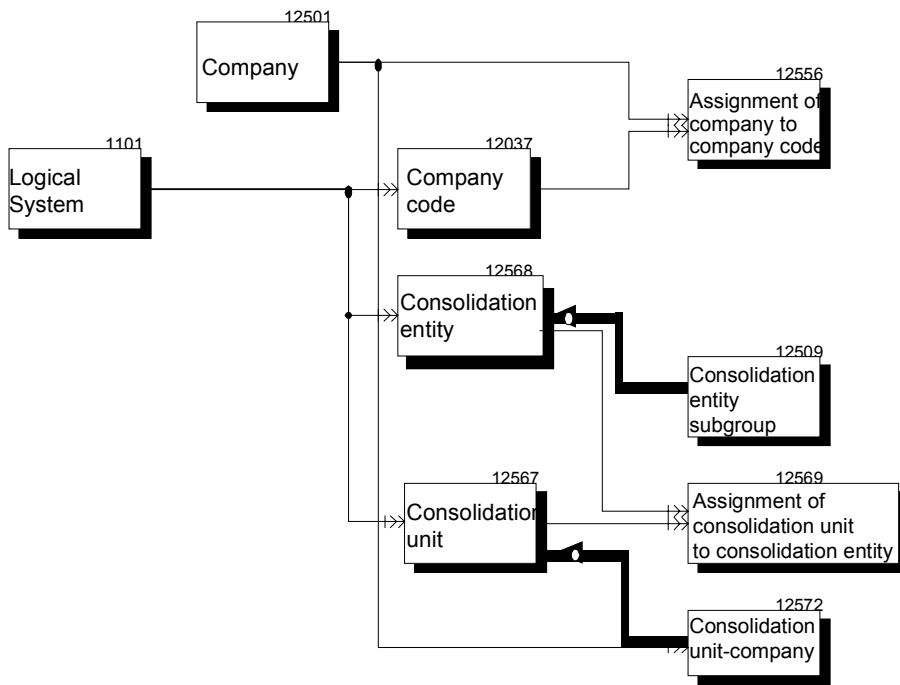 12501
Company
12556
Assignment of
company to
company code
1101
Logical
System
12037
Company
code
12568
Consolidation
entity
12509
Consolidation
entity
subgroup
12567
Consolidation
unit
12569
Assignment of
consolidation unit
to consolidation entity
12572
Consolidation
unit-company